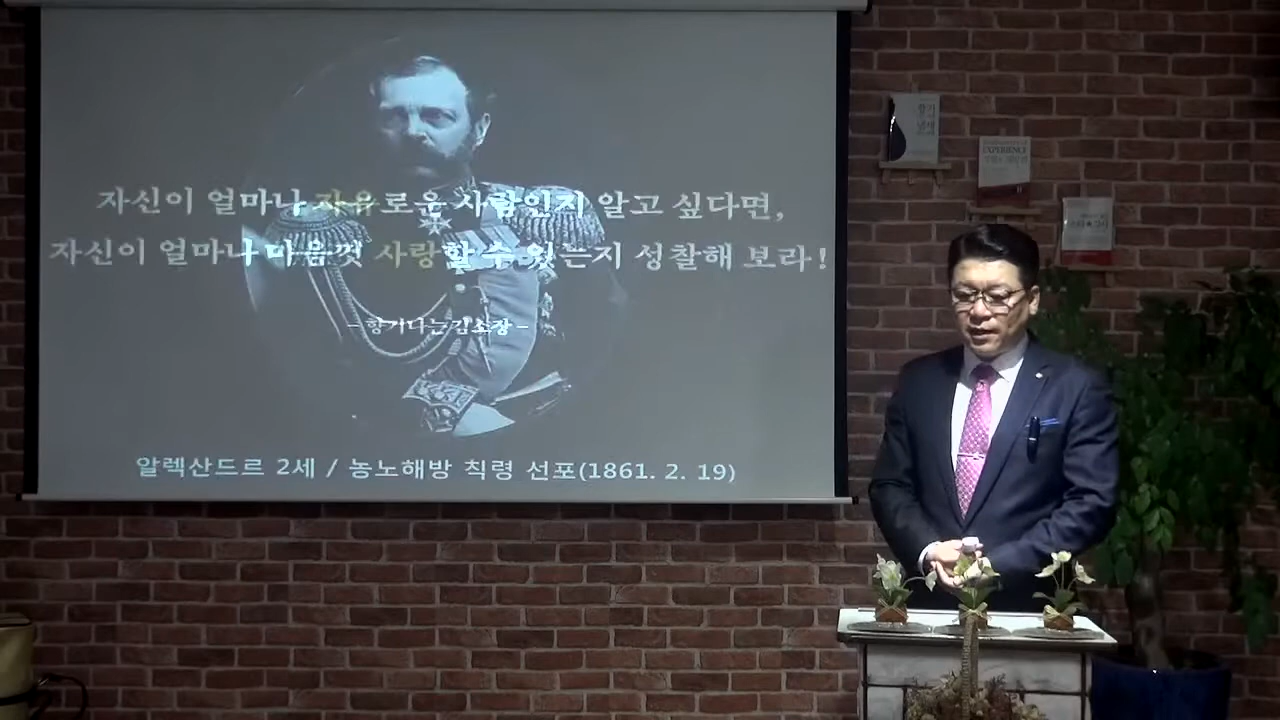 자신이 얼마나 자유로운 사람인지 알고 싶다면,
자신이 얼마나 마음껏 사랑할 수 있는지 성찰해 보라!
- 향기다는김소장 -
알렉산드르 2세 / 농노해방 칙령 선포(1861. 2. 19)
EXPERIENCE